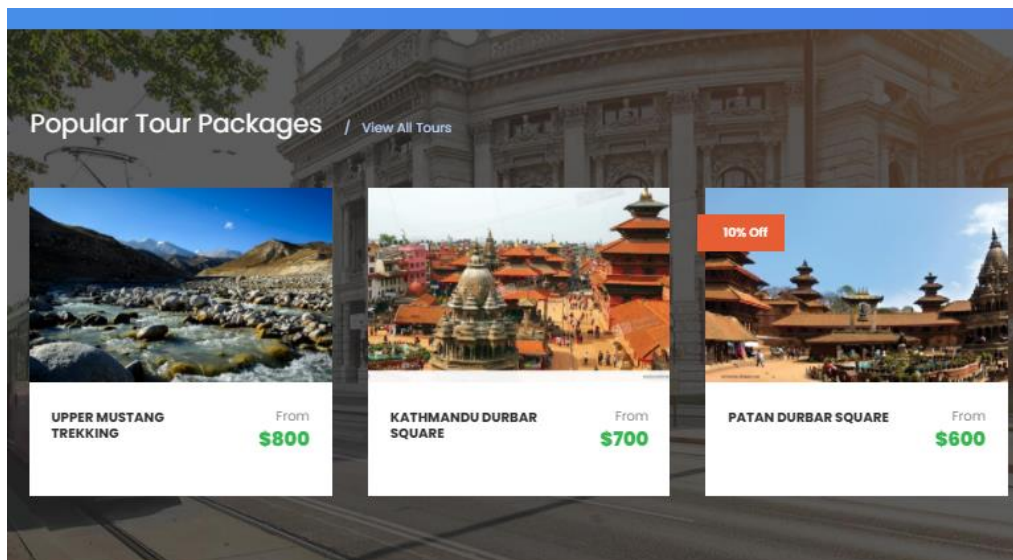 Popular Tour Packages / View All Tours
10% Off
UPPER MUSTANG
TREKKING
From
$800
KATHMANDU DURBAR
SQUARE
From
$700
PATAN DURBAR SQUARE
From
$600